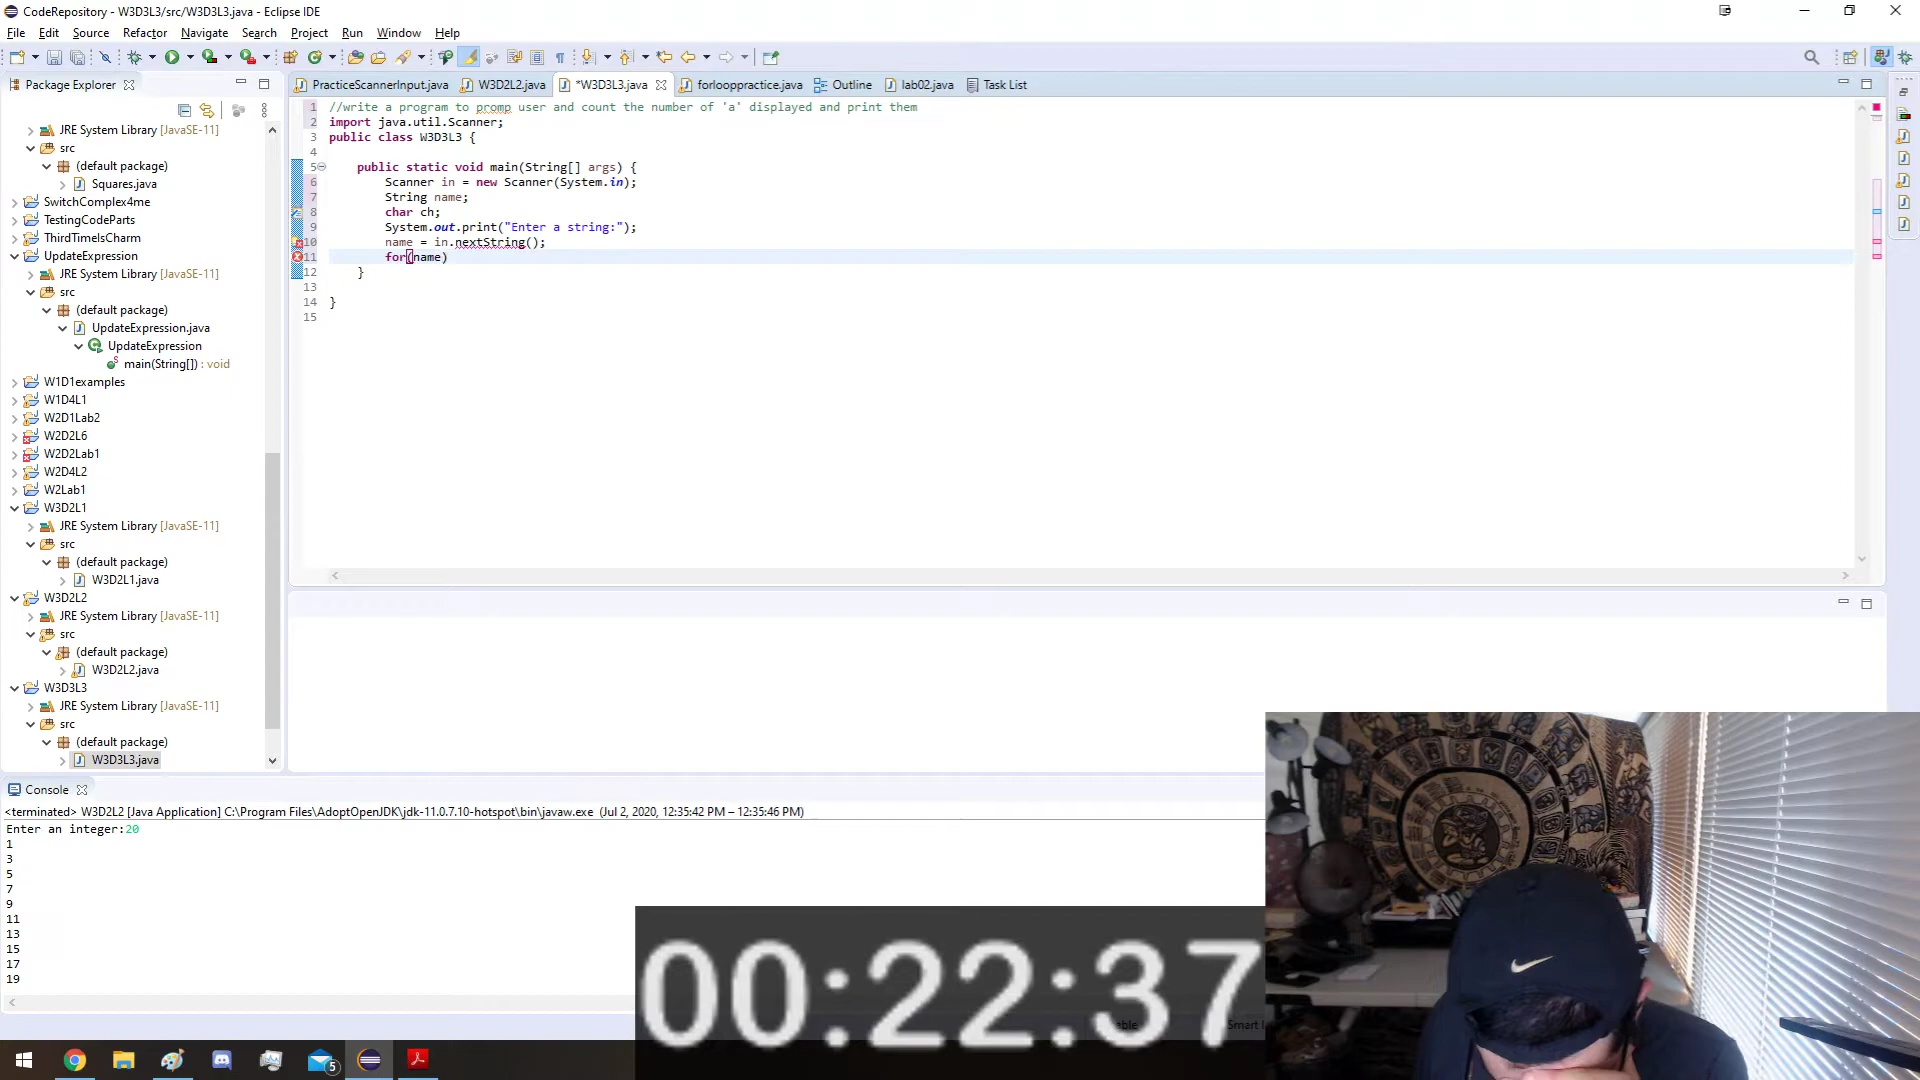 CodeRepository - W3D3L3/src/W3D3L3.java - Eclipse IDE
File Edit Source Refactor Navigate Search Project Run Window Help
Package Explorer
PracticeScannerInput.java W3D2L2.java *W3D3L3.java forlooppractice.java Outline lab02.java Task List
JRE System Library [JavaSE-11]
src
(default package)
Squares.java
SwitchComplex4me
TestingCodeParts
ThirdTimeIsCharm
UpdateExpression
JRE System Library [JavaSE-11]
src
(default package)
UpdateExpression.java
UpdateExpression
main(String[]) : void
W1D1examples
W1D4L1
W2D1Lab2
W2D2L6
W2D2Lab1
W2D4L2
W2Lab1
W3D2L1
JRE System Library [JavaSE-11]
src
(default package)
W3D2L1.java
W3D2L2
JRE System Library [JavaSE-11]
src
(default package)
W3D2L2.java
W3D3L3
JRE System Library [JavaSE-11]
src
(default package)
W3D3L3.java
1 //write a program to promp user and count the number of 'a' displayed and print them
2 import java.util.Scanner;
3 public class W3D3L3 {
4
5 public static void main(String[] args) {
6 Scanner in = new Scanner(System.in);
7 String name;
8 char ch;
9 System.out.print("Enter a string:");
10 name = in.nextString();
11 for(name)
12 }
13
14 }
15
Console
<terminated> W3D2L2 [Java Application] C:\Program Files\AdoptOpenJDK\jdk-11.0.7.10-hotspot\bin\javaw.exe (Jul 2, 2020, 12:35:42 PM – 12:35:46 PM)
Enter an integer:20
1
3
5
7
9
11
13
15
17
19
00:22:37
5